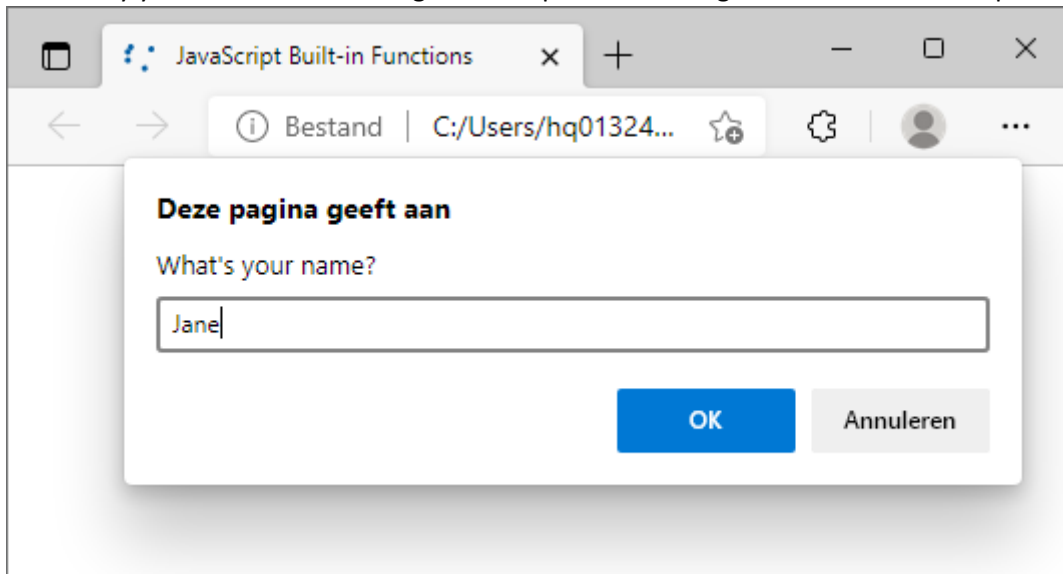 JavaScript Built-in Functions
Bestand | C:/Users/hq01324...
Deze pagina geeft aan
What's your name?
Jane
OK Annuleren